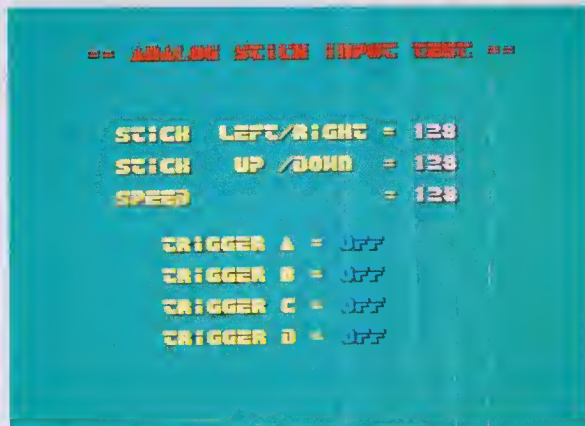 == ANALOG STICK INPUT TEST ==
STICK LEFT/RIGHT = 128
STICK UP /DOWN = 128
SPEED = 128
TRIGGER A = OFF
TRIGGER B = OFF
TRIGGER C = OFF
TRIGGER D = OFF